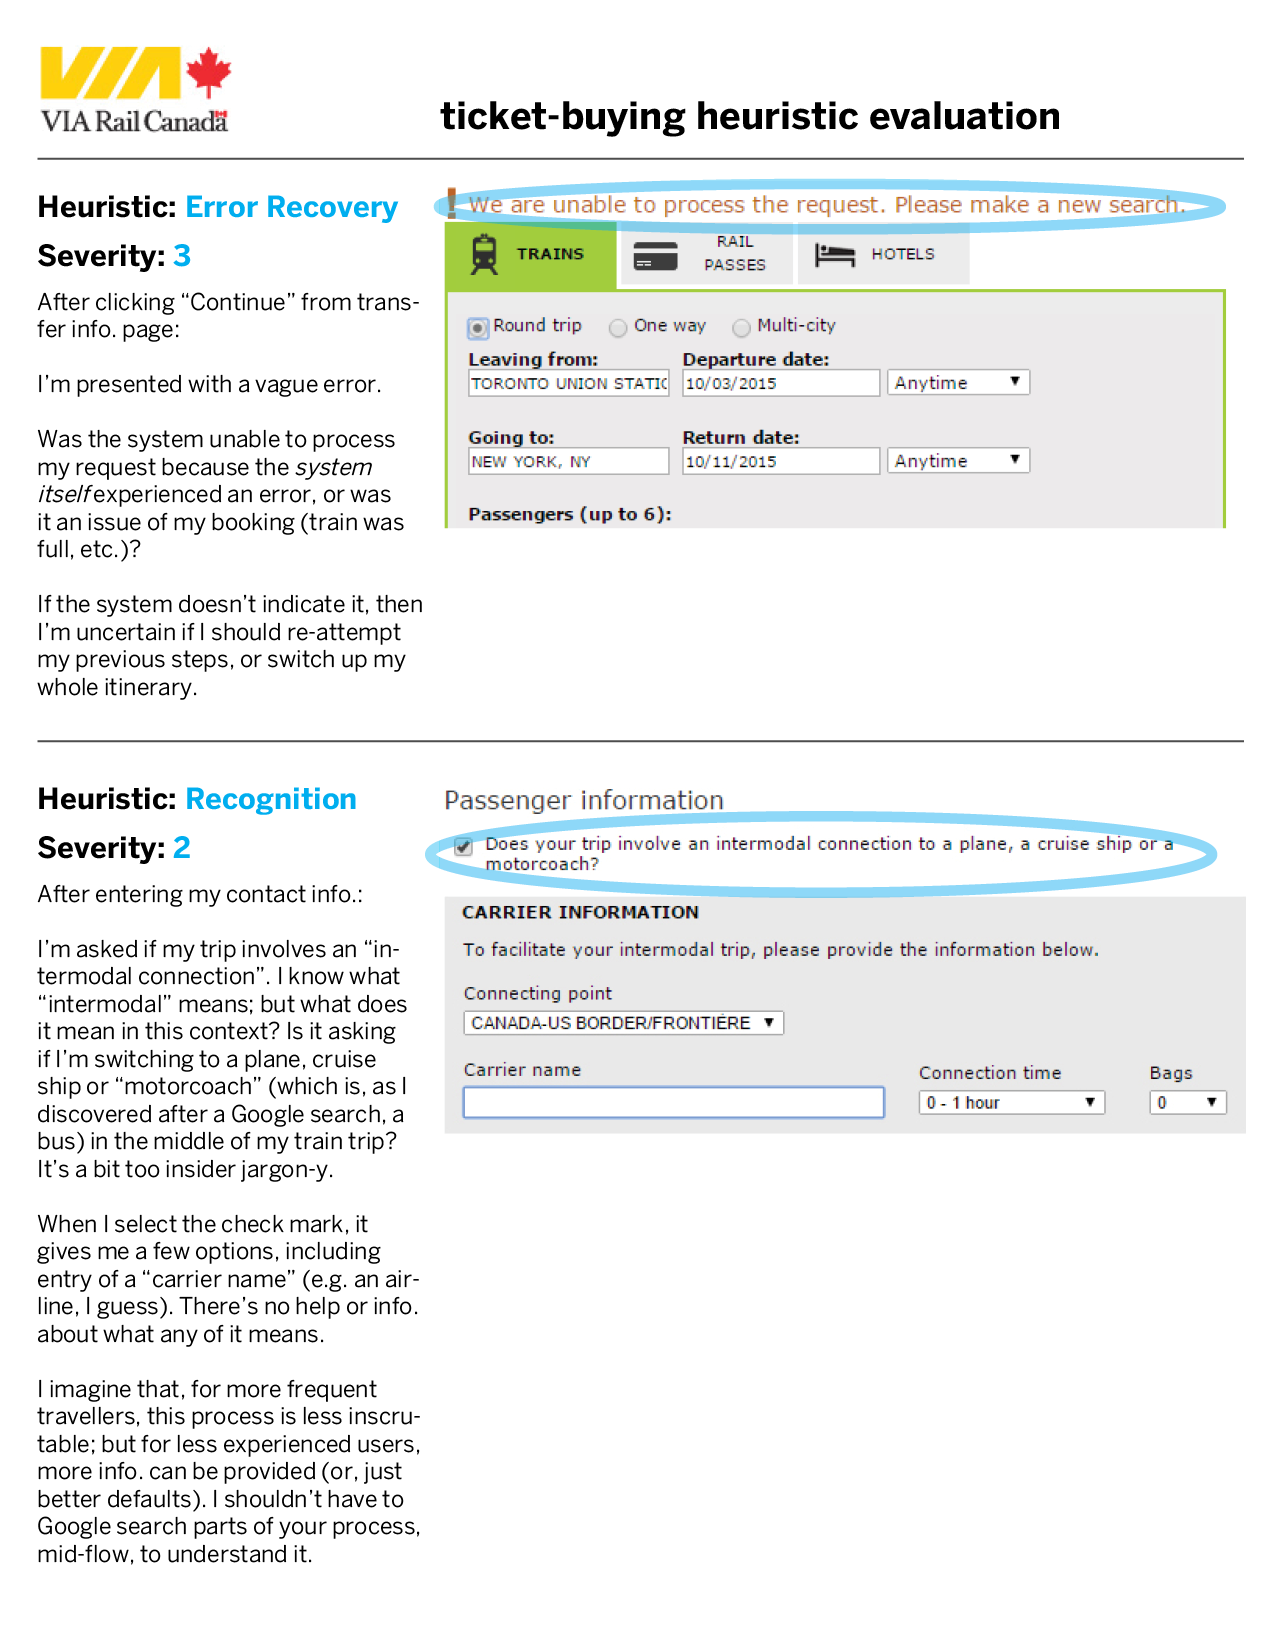 VIA
VIA Rail Canada
ticket-buying heuristic evaluation
Heuristic: Error Recovery
Severity: 3
After clicking “Continue” from trans-
fer info. page:
I’m presented with a vague error.
Was the system unable to process
my request because the system
itself experienced an error, or was
it an issue of my booking (train was
full, etc.)?
If the system doesn’t indicate it, then
I’m uncertain if I should re-attempt
my previous steps, or switch up my
whole itinerary.
! We are unable to process the request. Please make a new search.
TRAINS
RAIL
PASSES
HOTELS
Round trip One way Multi-city
Leaving from: Departure date:
TORONTO UNION STATIC 10/03/2015 Anytime
Going to: Return date:
NEW YORK, NY 10/11/2015 Anytime
Passengers (up to 6):
Heuristic: Recognition
Severity: 2
After entering my contact info.:
I’m asked if my trip involves an “in-
termodal connection”. I know what
“intermodal” means; but what does
it mean in this context? Is it asking
if I’m switching to a plane, cruise
ship or “motorcoach” (which is, as I
discovered after a Google search, a
bus) in the middle of my train trip?
It’s a bit too insider jargon-y.
When I select the check mark, it
gives me a few options, including
entry of a “carrier name” (e.g. an air-
line, I guess). There’s no help or info.
about what any of it means.
I imagine that, for more frequent
travellers, this process is less inscru-
table; but for less experienced users,
more info. can be provided (or, just
better defaults). I shouldn’t have to
Google search parts of your process,
mid-flow, to understand it.
Passenger information
Does your trip involve an intermodal connection to a plane, a cruise ship or a
motorcoach?
CARRIER INFORMATION
To facilitate your intermodal trip, please provide the information below.
Connecting point
CANADA-US BORDER/FRONTIÈRE
Carrier name Connection time Bags
0 - 1 hour 0